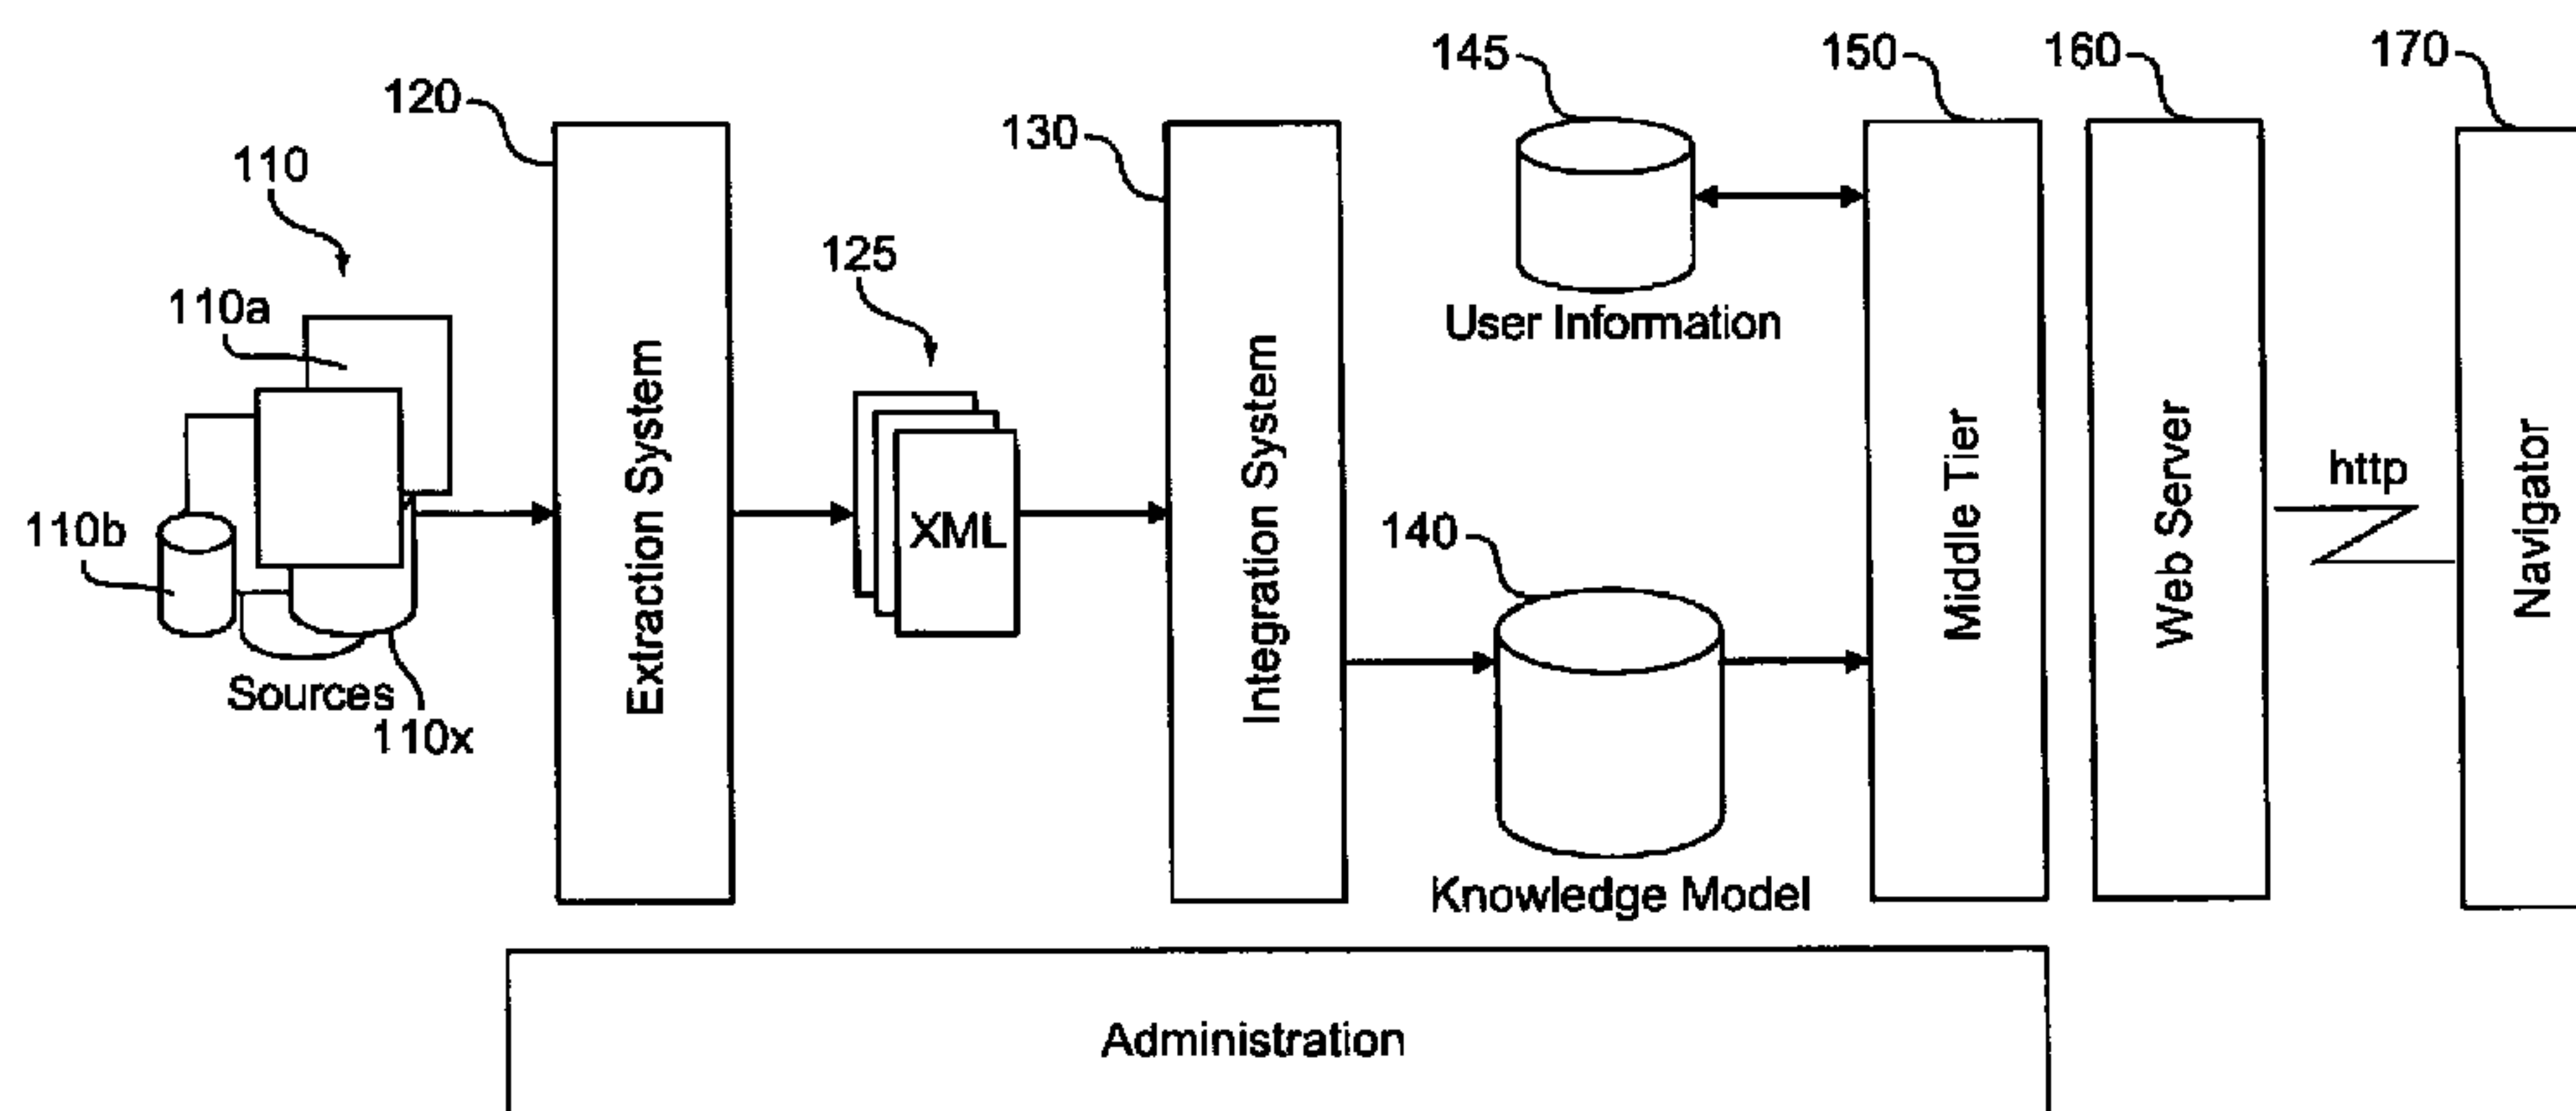 145
150
160
170
120
130
110
125
110a
User Information
http
XML
110b
140
Extraction System
Integration System
Middle Tier
Web Server
Navigator
Sources
110x
Knowledge Model
Administration